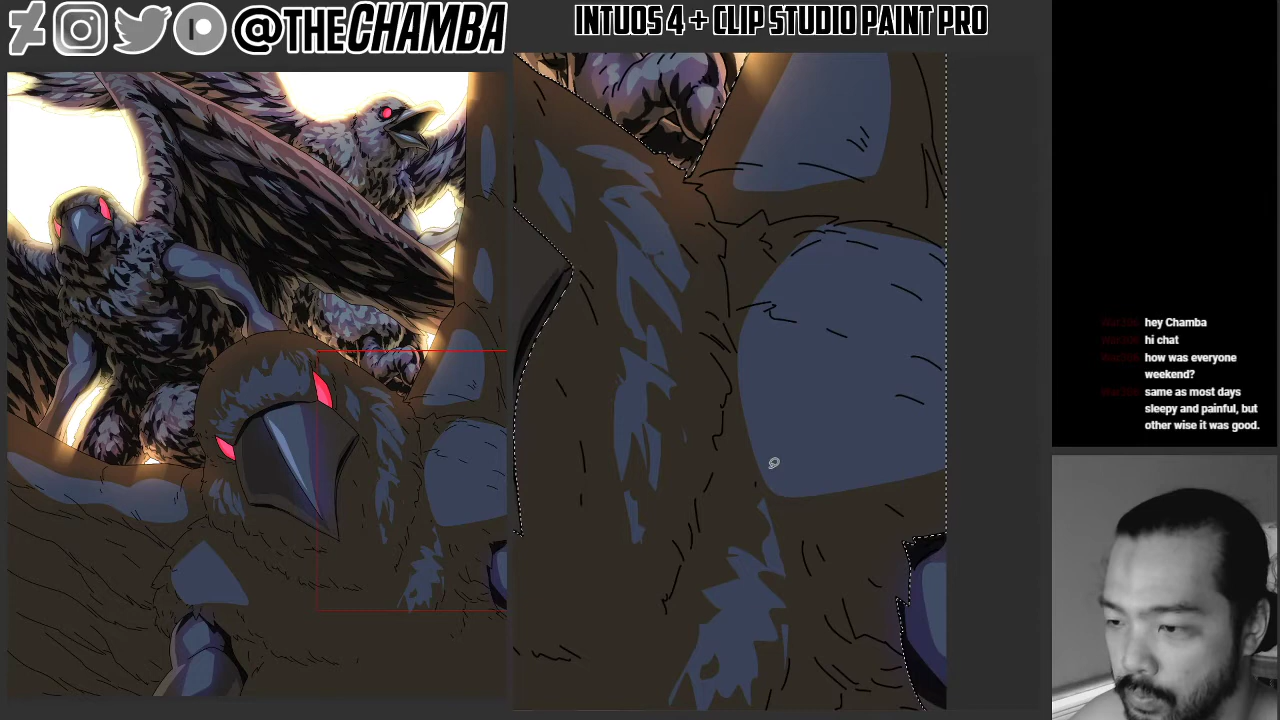 @THECHAMBA
INTUOS 4 + CLIP STUDIO PAINT PRO
hey Chamba
hi chat
how was everyone
weekend?
same as most days
sleepy and painful, but
other wise it was good.